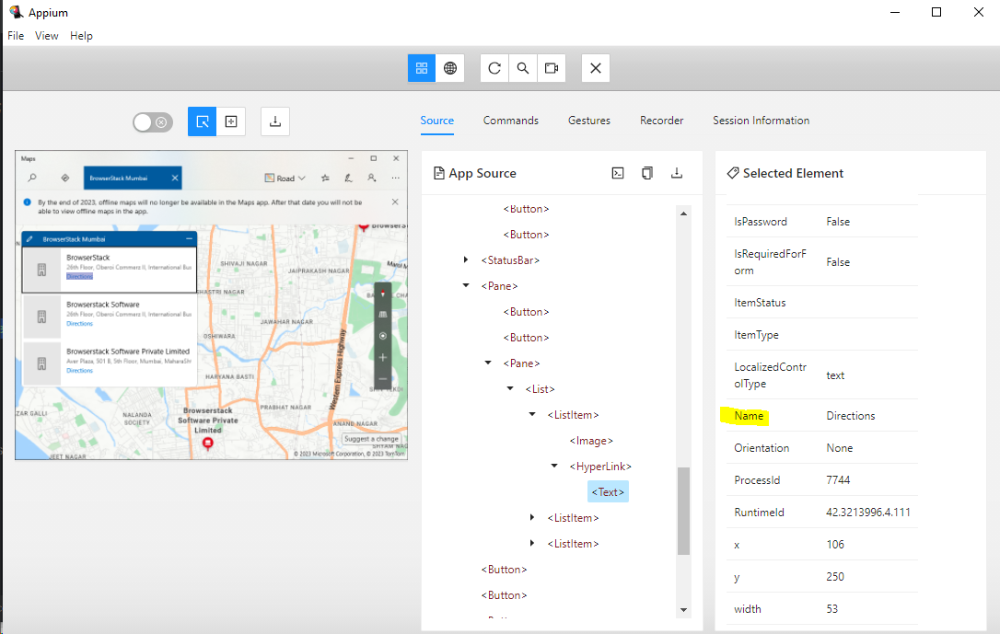 Appium
File View Help
Source Commands Gestures Recorder Session Information
Maps
BrowserStack Mumbai
Road
By the end of 2023, offline maps will no longer be available in the Maps app. After that date you will not be
able to view offline maps in the app.
BrowserStack Mumbai
BrowserStack
26th Floor, Oberoi Commerz II, International Bus
Directions
Browserstack Software
26th Floor, Oberoi Commerz II, International Bus
Directions
Browserstack Software Private Limited
Aver Plaza, 501 B, 5th Floor, Mumbai, Maharasht
Directions
SHIVAJI NAGAR
JAIPRAKASH NAGAR
SHASTRI NAGAR
JAWAHAR NAGAR
OSHIWARA
HARYANA BASTI
Western Express Highway
PRABHAT NAGAR
NALANDA
SOCIETY
Browserstack
Software Private
Limited
ANAND NAGAR
Suggest a change
JEET NAGAR
© 2023 Microsoft Corporation, © 2023 TomTom
App Source
<Button>
<Button>
<StatusBar>
<Pane>
<Button>
<Button>
<Pane>
<List>
<ListItem>
<Image>
<HyperLink>
<Text>
<ListItem>
<ListItem>
<Button>
<Button>
Selected Element
IsPassword False
IsRequiredForF
orm
False
ItemStatus
ItemType
LocalizedContr
olType
text
Name Directions
Orientation None
ProcessId 7744
RuntimeId 42.3213996.4.111
x 106
y 250
width 53